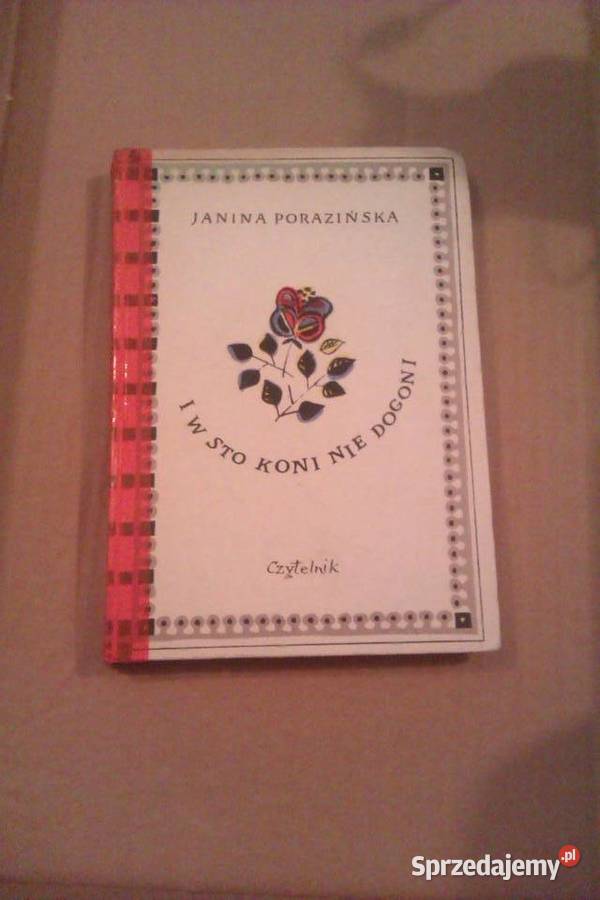 JANINA PORAZIŃSKA
I W STO KONI NIE DOGONI
Czytelnik
Sprzedajemy.pl